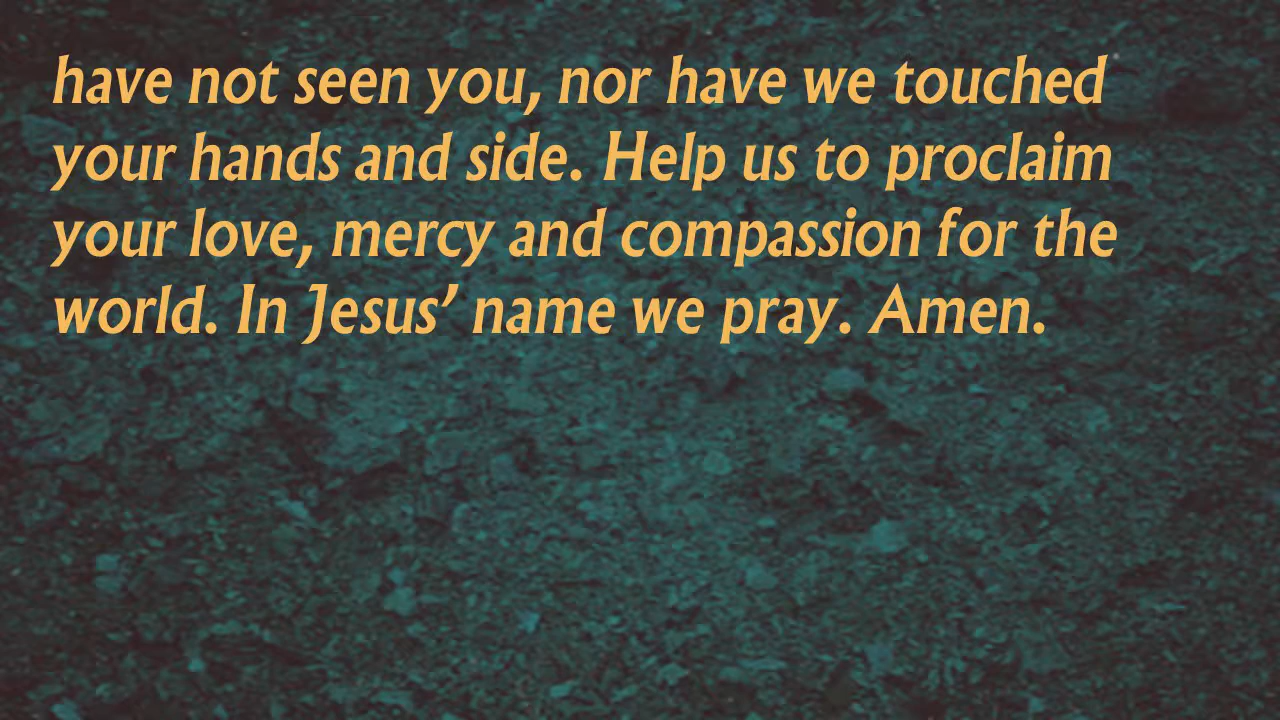 have not seen you, nor have we touched
your hands and side. Help us to proclaim
your love, mercy and compassion for the
world. In Jesus’ name we pray. Amen.